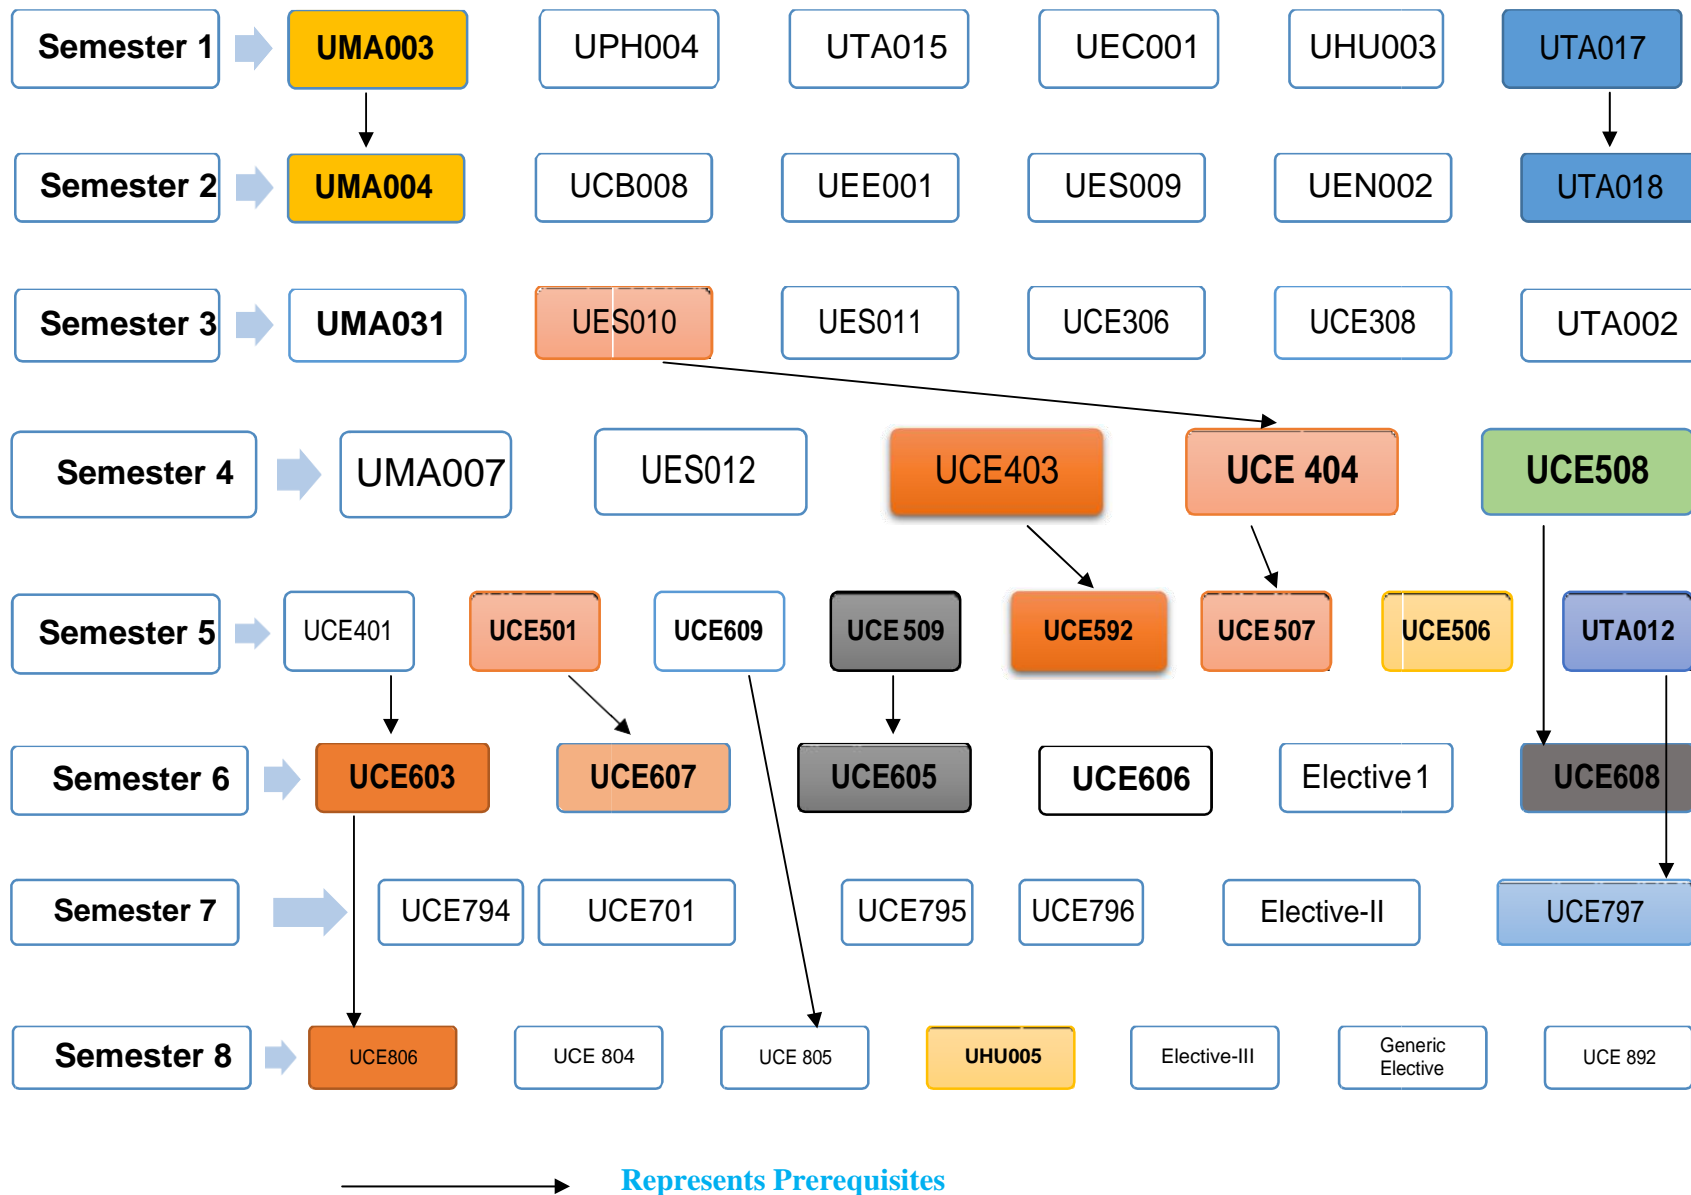 Semester 1 UMA003 UPH004 UTA015 UEC001 UHU003 UTA017
Semester 2 UMA004 UCB008 UEE001 UES009 UEN002 UTA018
Semester 3 UMA031 UES010 UES011 UCE306 UCE308 UTA002
Semester 4 UMA007 UES012 UCE403 UCE 404 UCE508
Semester 5 UCE401 UCE501 UCE609 UCE 509 UCE592 UCE 507 UCE506 UTA012
Semester 6 UCE603 UCE607 UCE605 UCE606 Elective 1 UCE608
Semester 7 UCE794 UCE701 UCE795 UCE796 Elective-II UCE797
Semester 8 UCE806 UCE 804 UCE 805 UHU005 Elective-III Generic
Elective UCE 892
Represents Prerequisites